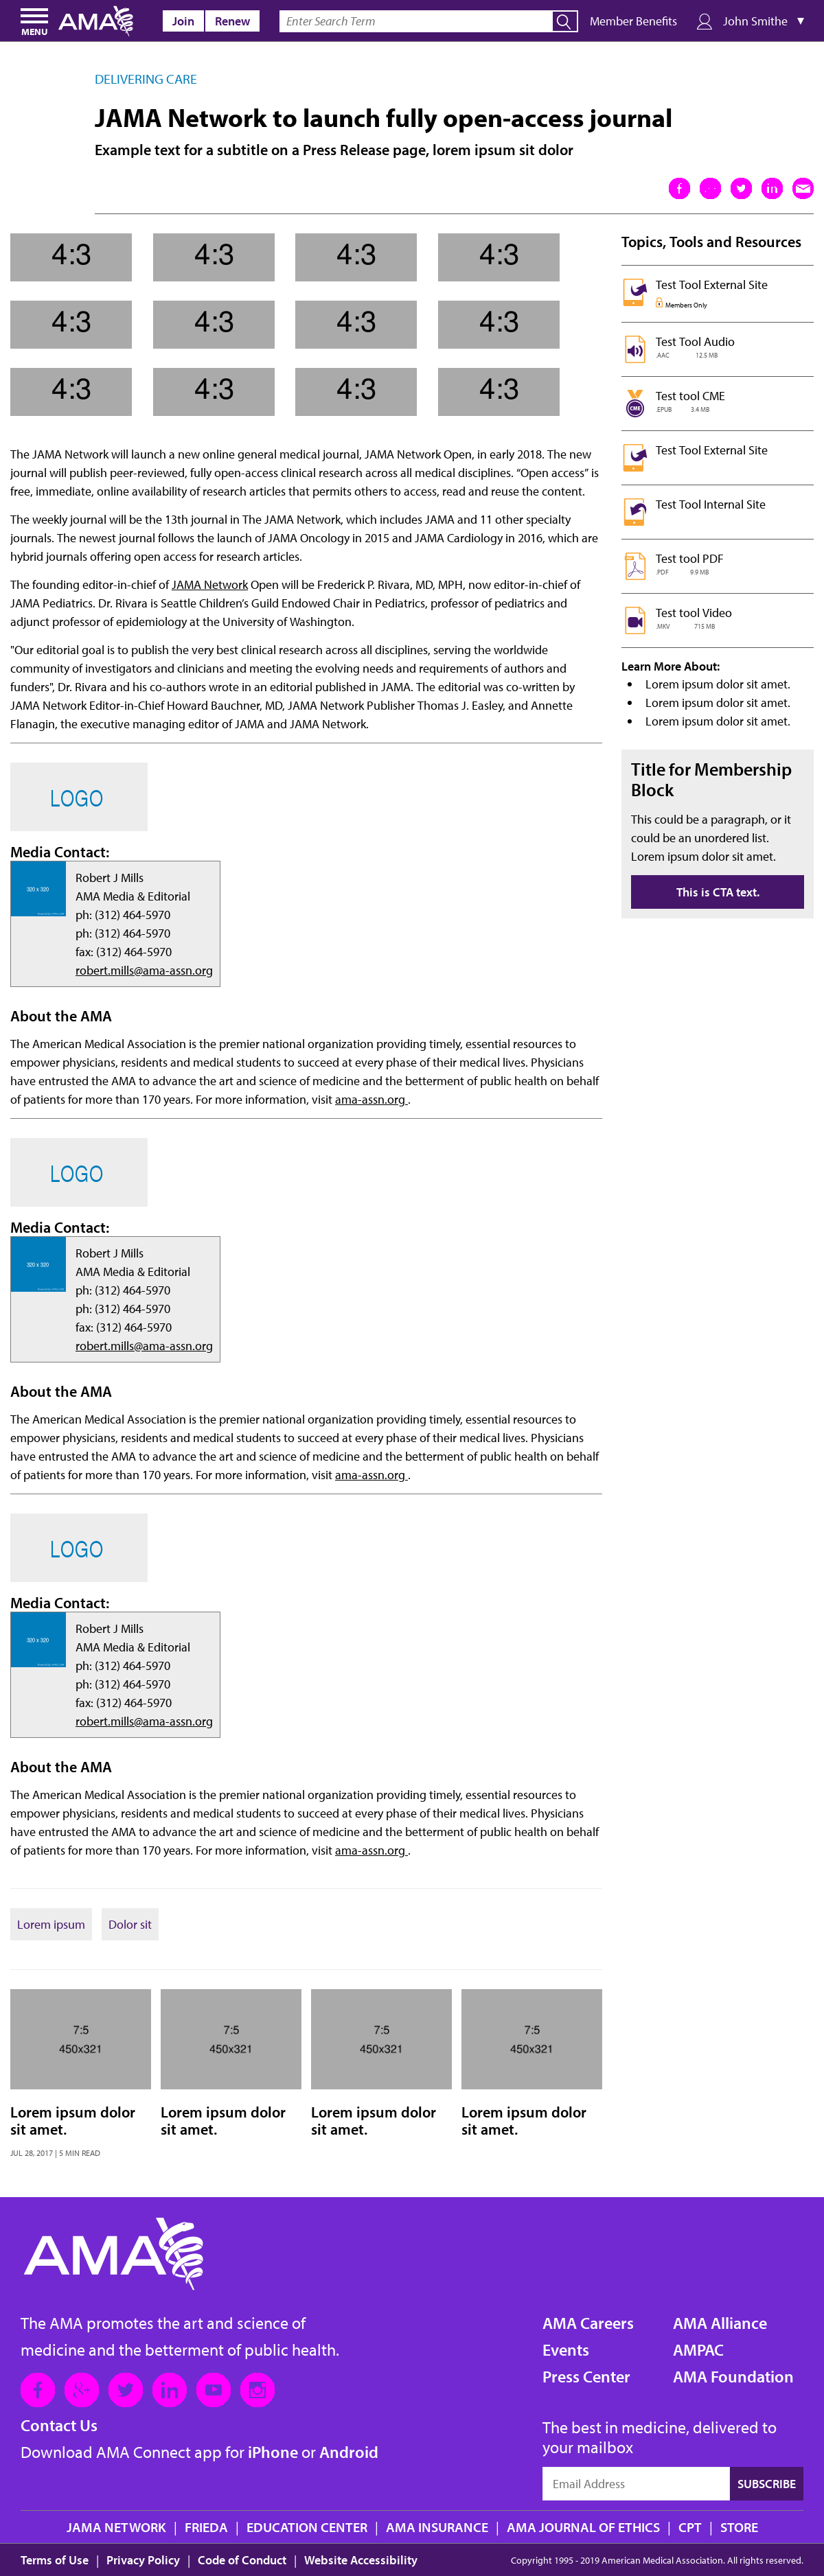 MENU
AMA
Join
Renew
Enter Search Term
Member Benefits
John Smithe
DELIVERING CARE
JAMA Network to launch fully open-access journal
Example text for a subtitle on a Press Release page, lorem ipsum sit dolor
4:3 4:3 4:3 4:3
4:3 4:3 4:3 4:3
4:3 4:3 4:3 4:3
The JAMA Network will launch a new online general medical journal, JAMA Network Open, in early 2018. The new
journal will publish peer-reviewed, fully open-access clinical research across all medical disciplines. “Open access” is
free, immediate, online availability of research articles that permits others to access, read and reuse the content.
The weekly journal will be the 13th journal in The JAMA Network, which includes JAMA and 11 other specialty
journals. The newest journal follows the launch of JAMA Oncology in 2015 and JAMA Cardiology in 2016, which are
hybrid journals offering open access for research articles.
The founding editor-in-chief of JAMA Network Open will be Frederick P. Rivara, MD, MPH, now editor-in-chief of
JAMA Pediatrics. Dr. Rivara is Seattle Children’s Guild Endowed Chair in Pediatrics, professor of pediatrics and
adjunct professor of epidemiology at the University of Washington.
"Our editorial goal is to publish the very best clinical research across all disciplines, serving the worldwide
community of investigators and clinicians and meeting the evolving needs and requirements of authors and
funders", Dr. Rivara and his co-authors wrote in an editorial published in JAMA. The editorial was co-written by
JAMA Network Editor-in-Chief Howard Bauchner, MD, JAMA Network Publisher Thomas J. Easley, and Annette
Flanagin, the executive managing editor of JAMA and JAMA Network.
LOGO
Media Contact:
320 x 320
Robert J Mills
AMA Media & Editorial
ph: (312) 464-5970
ph: (312) 464-5970
fax: (312) 464-5970
robert.mills@ama-assn.org
About the AMA
The American Medical Association is the premier national organization providing timely, essential resources to
empower physicians, residents and medical students to succeed at every phase of their medical lives. Physicians
have entrusted the AMA to advance the art and science of medicine and the betterment of public health on behalf
of patients for more than 170 years. For more information, visit ama-assn.org .
LOGO
Media Contact:
320 x 320
Robert J Mills
AMA Media & Editorial
ph: (312) 464-5970
ph: (312) 464-5970
fax: (312) 464-5970
robert.mills@ama-assn.org
About the AMA
The American Medical Association is the premier national organization providing timely, essential resources to
empower physicians, residents and medical students to succeed at every phase of their medical lives. Physicians
have entrusted the AMA to advance the art and science of medicine and the betterment of public health on behalf
of patients for more than 170 years. For more information, visit ama-assn.org .
LOGO
Media Contact:
320 x 320
Robert J Mills
AMA Media & Editorial
ph: (312) 464-5970
ph: (312) 464-5970
fax: (312) 464-5970
robert.mills@ama-assn.org
About the AMA
The American Medical Association is the premier national organization providing timely, essential resources to
empower physicians, residents and medical students to succeed at every phase of their medical lives. Physicians
have entrusted the AMA to advance the art and science of medicine and the betterment of public health on behalf
of patients for more than 170 years. For more information, visit ama-assn.org .
Lorem ipsum
Dolor sit
7:5 7:5 7:5 7:5
450x321 450x321 450x321 450x321
Lorem ipsum dolor Lorem ipsum dolor Lorem ipsum dolor Lorem ipsum dolor
sit amet. sit amet. sit amet. sit amet.
JUL 28, 2017 | 5 MIN READ
Topics, Tools and Resources
Test Tool External Site
Members Only
Test Tool Audio
.AAC 12.5 MB
CME
Test tool CME
.EPUB 3.4 MB
Test Tool External Site
Test Tool Internal Site
Test tool PDF
.PDF 9.9 MB
Test tool Video
.MKV 715 MB
Learn More About:
• Lorem ipsum dolor sit amet.
• Lorem ipsum dolor sit amet.
• Lorem ipsum dolor sit amet.
Title for Membership
Block
This could be a paragraph, or it
could be an unordered list.
Lorem ipsum dolor sit amet.
This is CTA text.
AMA
The AMA promotes the art and science of
medicine and the betterment of public health.
Contact Us
Download AMA Connect app for iPhone or Android
AMA Careers
Events
Press Center
AMA Alliance
AMPAC
AMA Foundation
The best in medicine, delivered to
your mailbox
Email Address
SUBSCRIBE
JAMA NETWORK | FRIEDA | EDUCATION CENTER | AMA INSURANCE | AMA JOURNAL OF ETHICS | CPT | STORE
Terms of Use | Privacy Policy | Code of Conduct | Website Accessibility
Copyright 1995 - 2019 American Medical Association. All rights reserved.